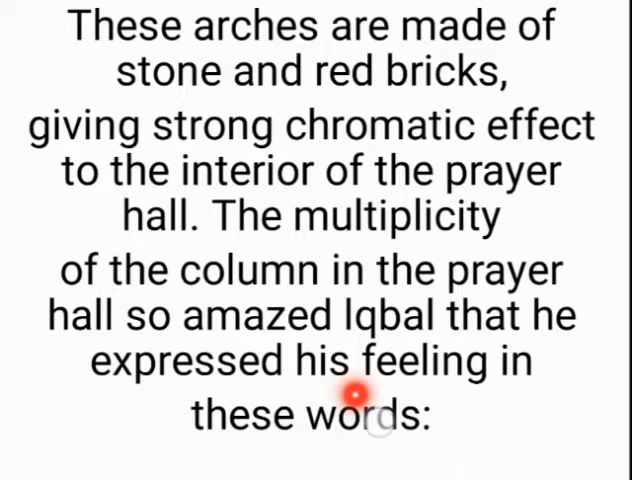 These arches are made of
stone and red bricks,
giving strong chromatic effect
to the interior of the prayer
hall. The multiplicity
of the column in the prayer
hall so amazed Iqbal that he
expressed his feeling in
these words: